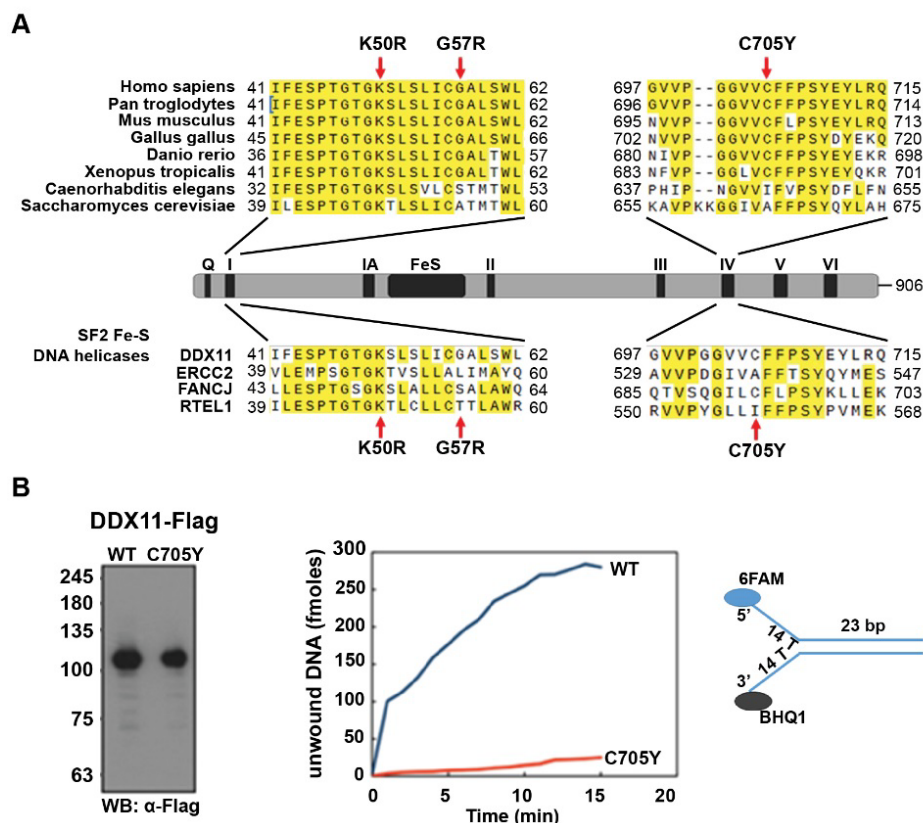 A
K50R G57R C705Y
Homo sapiens 41 IFESPTGTGKSLSLICGALSWL 62 697 GVVP--GGVVCFFPSYEYLRQ 715
Pan troglodytes 41 IFESPTGTGKSLSLICGALSWL 62 696 GVVP--GGVVCFFPSYEYLRQ 714
Mus musculus 41 IFESPTGTGKSLSLICGALSWL 62 695 NVVP--GGVVCFLPSYEYLRQ 713
Gallus gallus 45 IFESPTGTGKSLSLICGALSWL 66 702 NVVP--GGVVCFFPSYDYEKQ 720
Danio rerio 36 IFESPTGTGKSLSLICGALTWL 57 680 NIVP--GGVVCFFPSYEYEKR 698
Xenopus tropicalis 41 IFESPTGTGKSLSLICGALTWL 62 683 NFVP--GGLVCFFPSYEYQKR 701
Caenorhabditis elegans 32 IFESPTGTGKSLSVLCSTMTWL 53 637 PHIP--NGVVIFVPSYDFLFN 655
Saccharomyces cerevisiae 39 ILESPTGTGKTLSLICATMTWL 60 655 KAVPKKGGIVAFFPSYQYLAH 675
Q I IA FeS II III IV V VI
906
SF2 Fe-S
DNA helicases
DDX11 41 IFESPTGTGKSLSLICGALSWL 62 697 GVVPGGVVCFFPSYEYLRQ 715
ERCC2 39 VLEMPSGTGKTVSLLALIMAYQ 60 529 AVVPDGIVAFFTSYQYMES 547
FANCJ 43 LLESPTGSGKSLALLCSALAWQ 64 685 QTVSQGILCFLPSYKLLEK 703
RTEL1 39 ILESPTGTGKTLCLLCTTLAWR 60 550 RVVPYGLLIFFPSYPVMEK 568
K50R G57R C705Y
B
DDX11-Flag
WT C705Y
245
180
135
100
75
63
WB: α-Flag
unwound DNA (fmoles)
300
250
200
150
100
50
0
0 5 10 15 20
Time (min)
WT
C705Y
6FAM
5’
14 T
23 bp
14 T
3’
BHQ1